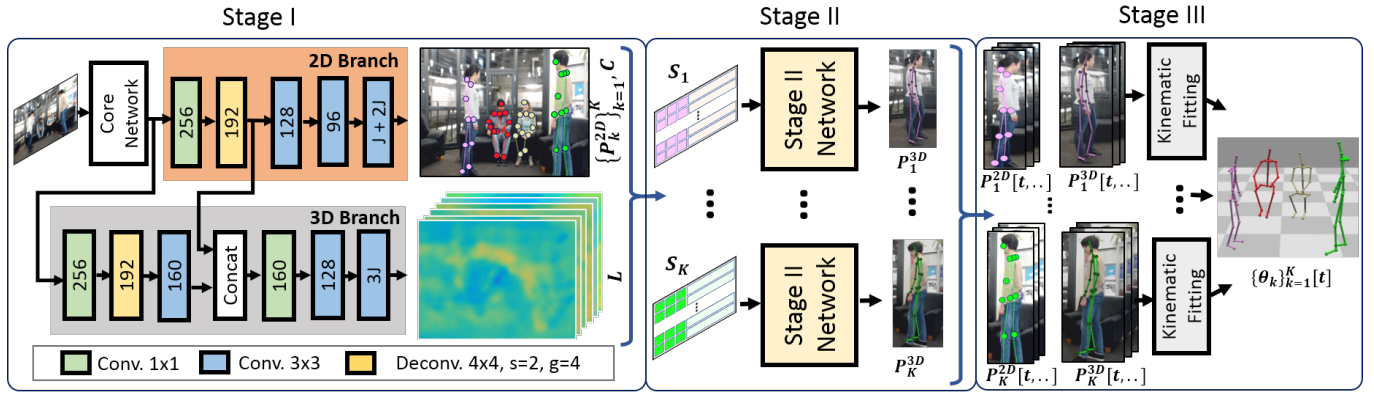 Stage I
Stage II
Stage III
2D Branch
Core
Network
256
192
128
96
J + 2J
{P_k^{2D}}_{k=1}^K, C
3D Branch
256
192
160
Concat
160
128
3J
L
Conv. 1x1
Conv. 3x3
Deconv. 4x4, s=2, g=4
S_1
...
Stage II
Network
P_1^{3D}
S_K
...
Stage II
Network
P_K^{3D}
P_1^{2D}[t,..]
P_1^{3D}[t,..]
Kinematic
Fitting
P_K^{2D}[t,..]
P_K^{3D}[t,..]
Kinematic
Fitting
{θ_k}_{k=1}^K[t]